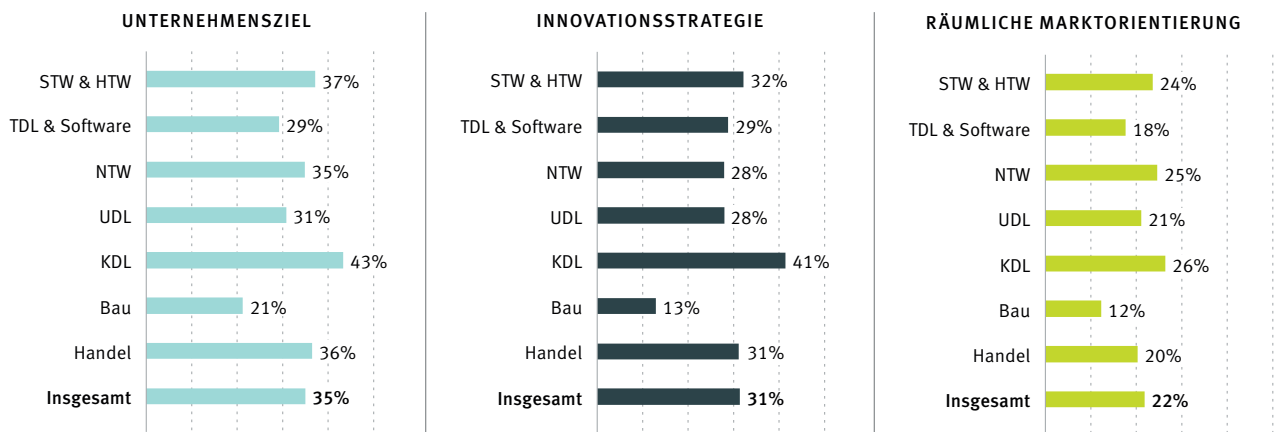 UNTERNEHMENSZIEL
STW & HTW 37%
TDL & Software 29%
NTW 35%
UDL 31%
KDL 43%
Bau 21%
Handel 36%
Insgesamt 35%
INNOVATIONSSTRATEGIE
STW & HTW 32%
TDL & Software 29%
NTW 28%
UDL 28%
KDL 41%
Bau 13%
Handel 31%
Insgesamt 31%
RÄUMLICHE MARKTORIENTIERUNG
STW & HTW 24%
TDL & Software 18%
NTW 25%
UDL 21%
KDL 26%
Bau 12%
Handel 20%
Insgesamt 22%